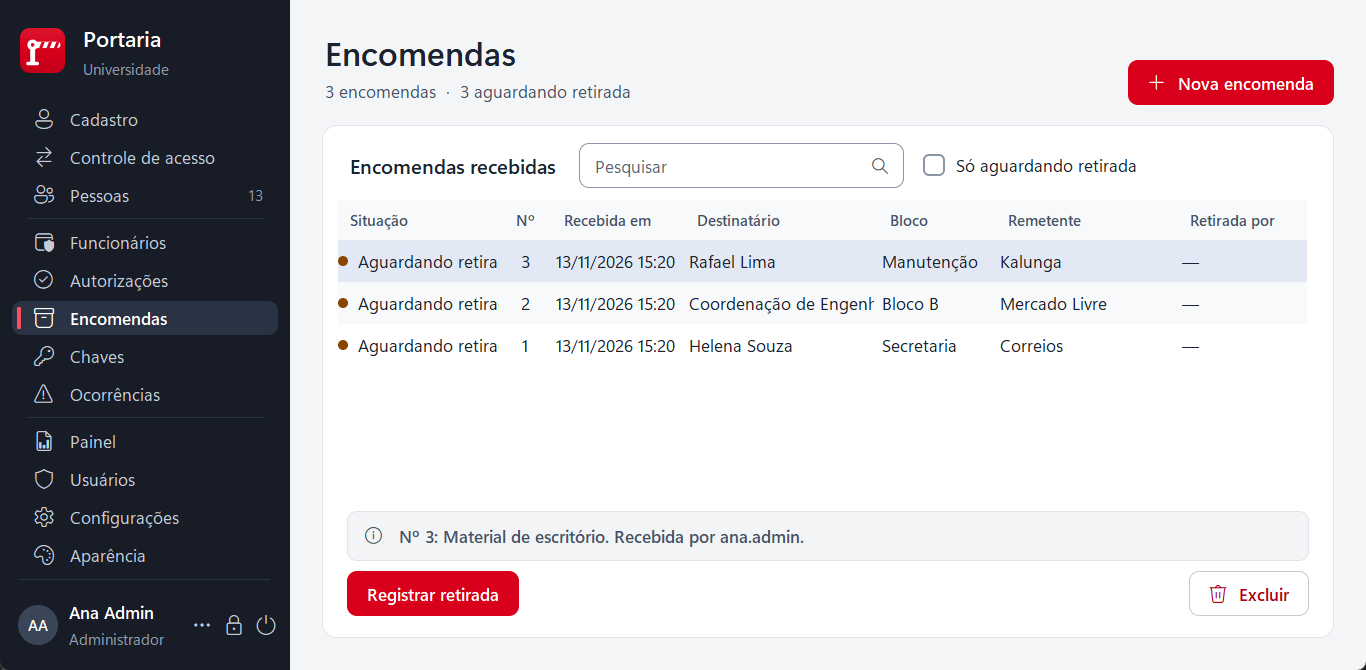 Portaria
Universidade
Cadastro
Controle de acesso
Pessoas 13
Funcionários
Autorizações
Encomendas
Chaves
Ocorrências
Painel
Usuários
Configurações
Aparência
AA
Ana Admin
Administrador
Encomendas
3 encomendas · 3 aguardando retirada
Nova encomenda
Encomendas recebidas
Pesquisar
Só aguardando retirada
Situação Nº Recebida em Destinatário Bloco Remetente Retirada por
Aguardando retira 3 13/11/2026 15:20 Rafael Lima Manutenção Kalunga —
Aguardando retira 2 13/11/2026 15:20 Coordenação de Engenh Bloco B Mercado Livre —
Aguardando retira 1 13/11/2026 15:20 Helena Souza Secretaria Correios —
Nº 3: Material de escritório. Recebida por ana.admin.
Registrar retirada
Excluir